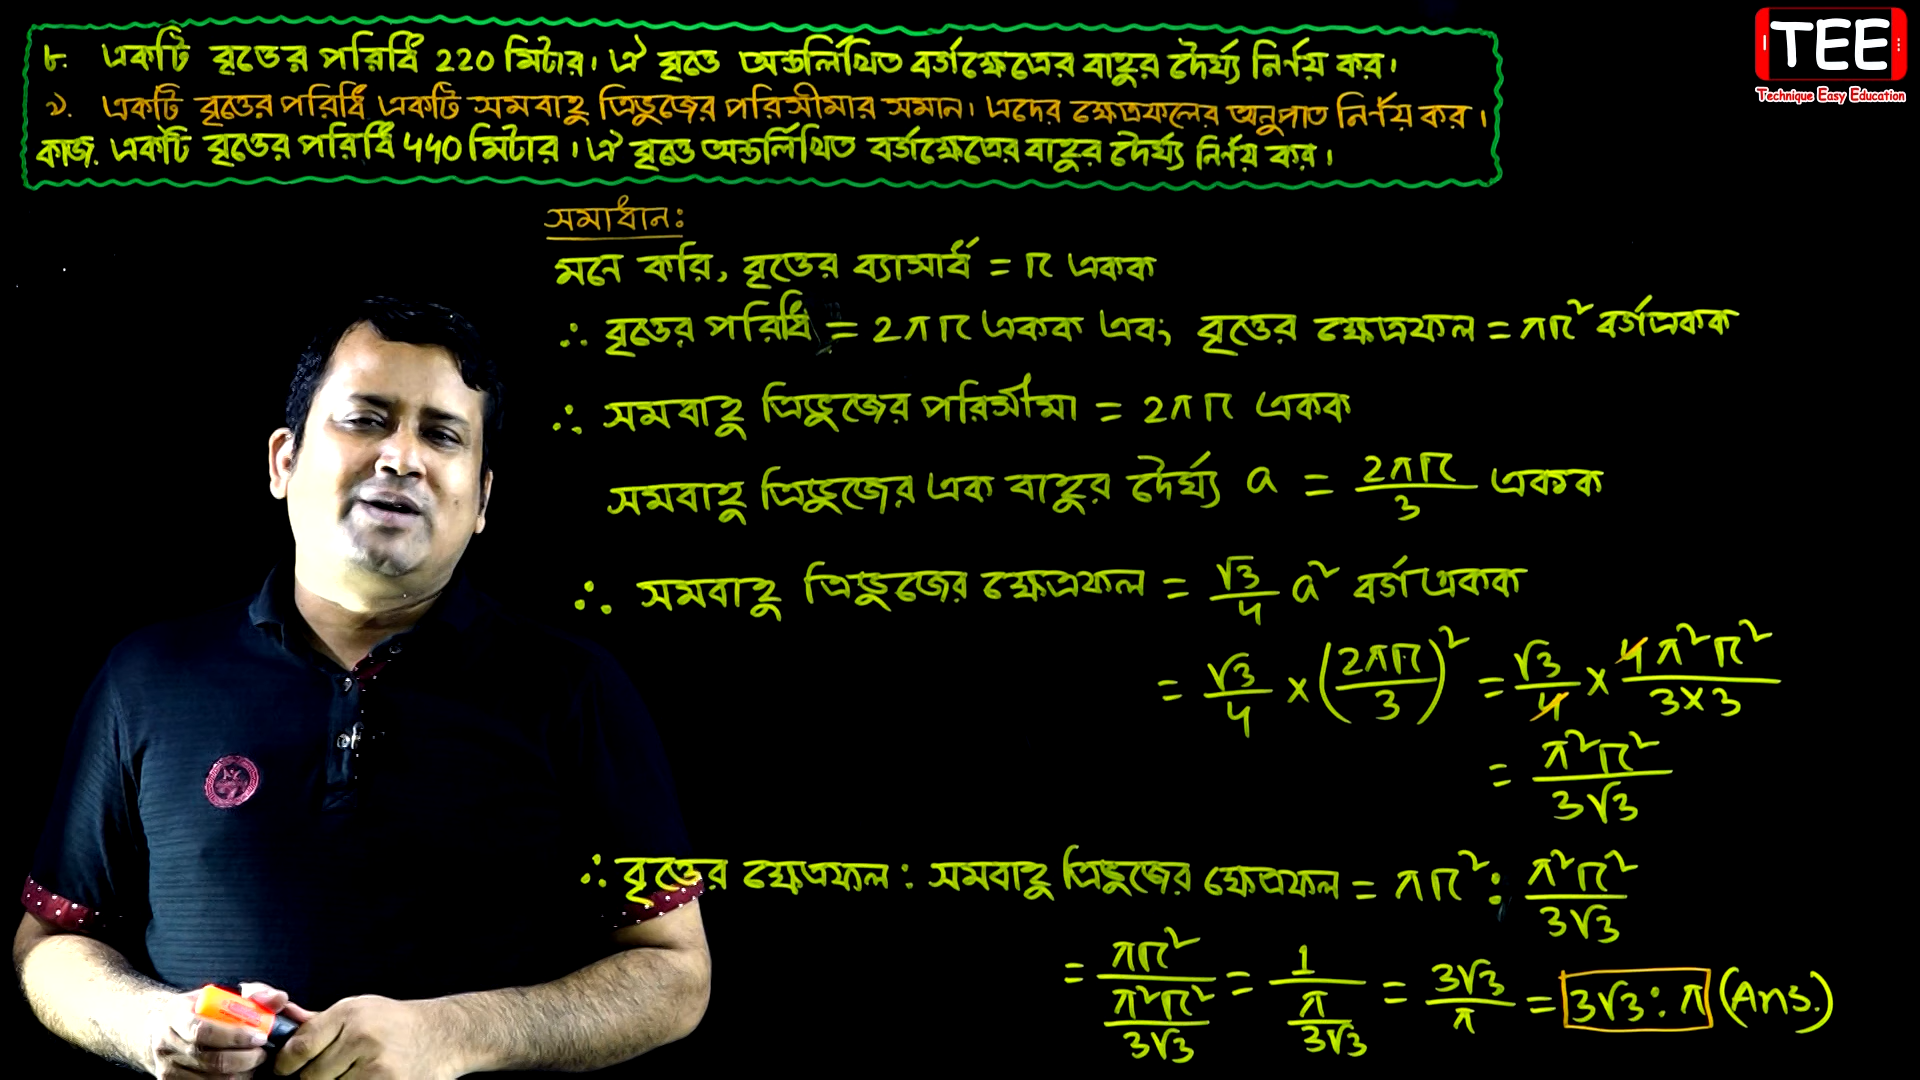 TEE
Technique Easy Education
৮. একটি বৃত্তের পরিধি 220 মিটার। ঐ বৃত্তে অন্তর্লিখিত বর্গক্ষেত্রের বাহুর দৈর্ঘ্য নির্ণয় কর।
৯. একটি বৃত্তের পরিধি একটি সমবাহু ত্রিভুজের পরিসীমার সমান। এদের ক্ষেত্রফলের অনুপাত নির্ণয় কর।
কাজ. একটি বৃত্তের পরিধি 440 মিটার। ঐ বৃত্তে অন্তর্লিখিত বর্গক্ষেত্রের বাহুর দৈর্ঘ্য নির্ণয় কর।
সমাধান:
মনে করি, বৃত্তের ব্যাসার্ধ = r একক
∴ বৃত্তের পরিধি = 2πr একক এবং বৃত্তের ক্ষেত্রফল = πr² বর্গএকক
∴ সমবাহু ত্রিভুজের পরিসীমা = 2πr একক
সমবাহু ত্রিভুজের এক বাহুর দৈর্ঘ্য a = 2πr/3 একক
∴ সমবাহু ত্রিভুজের ক্ষেত্রফল = √3/4 a² বর্গএকক
= √3/4 × (2πr/3)² = √3/4 × 4π²r²/3×3
= π²r²/3√3
∴ বৃত্তের ক্ষেত্রফল : সমবাহু ত্রিভুজের ক্ষেত্রফল = πr² : π²r²/3√3
= πr²/(π²r²/3√3) = 1/(π/3√3) = 3√3/π = 3√3 : π (Ans.)